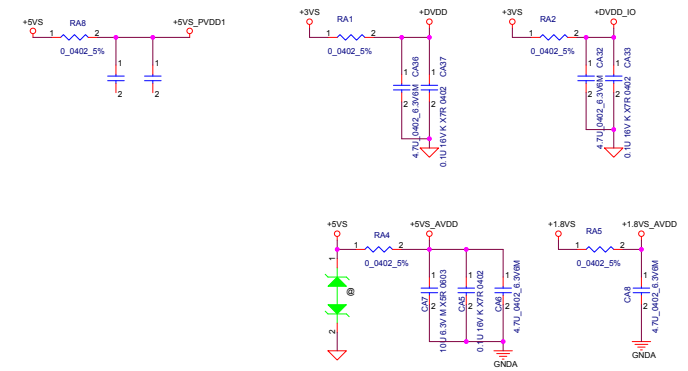 +5VS
RA8
+5VS_PVDD1
1
2
0_0402_5%
1
2
1
2
+3VS
RA1
+DVDD
1
2
0_0402_5%
1
2
CA36
4.7U_0402_6.3V6M
1
2
CA37
0.1U 16V K X7R 0402
+3VS
RA2
+DVDD_IO
1
2
0_0402_5%
1
2
CA32
4.7U_0402_6.3V6M
1
2
CA33
0.1U 16V K X7R 0402
+5VS
RA4
+5VS_AVDD
1
2
0_0402_5%
1
2
@
1
2
CA7
10U 6.3V M X5R 0603
1
2
CA5
0.1U 16V K X7R 0402
1
2
CA6
4.7U_0402_6.3V6M
GNDA
+1.8VS
RA5
+1.8VS_AVDD
1
2
0_0402_5%
1
2
CA8
4.7U_0402_6.3V6M
GNDA